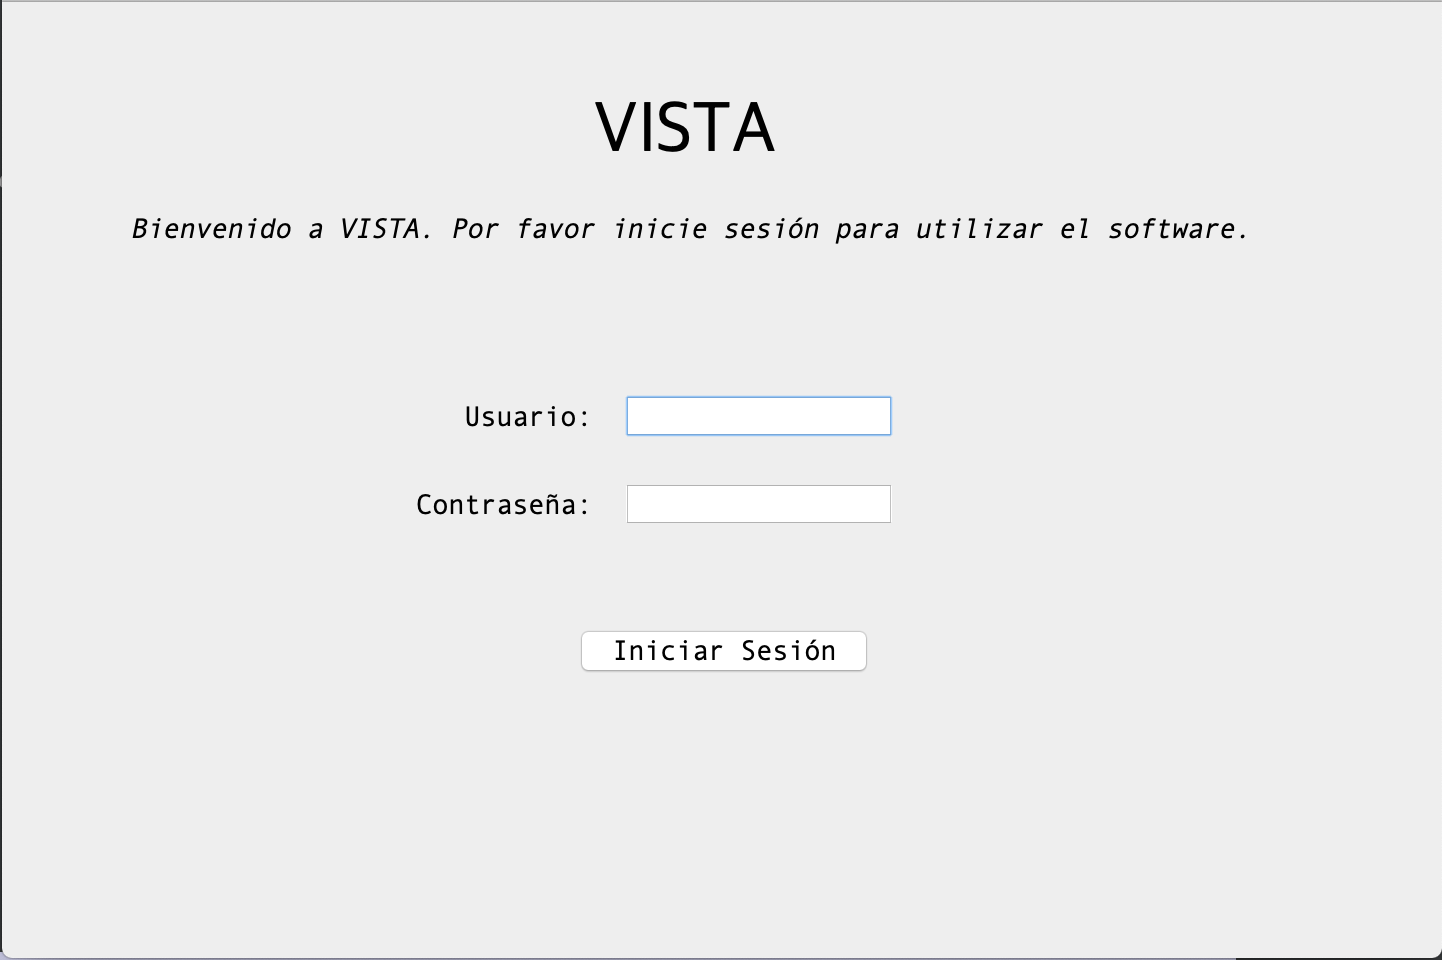 VISTA
Bienvenido a VISTA. Por favor inicie sesión para utilizar el software.
Usuario:
Contraseña:
Iniciar Sesión